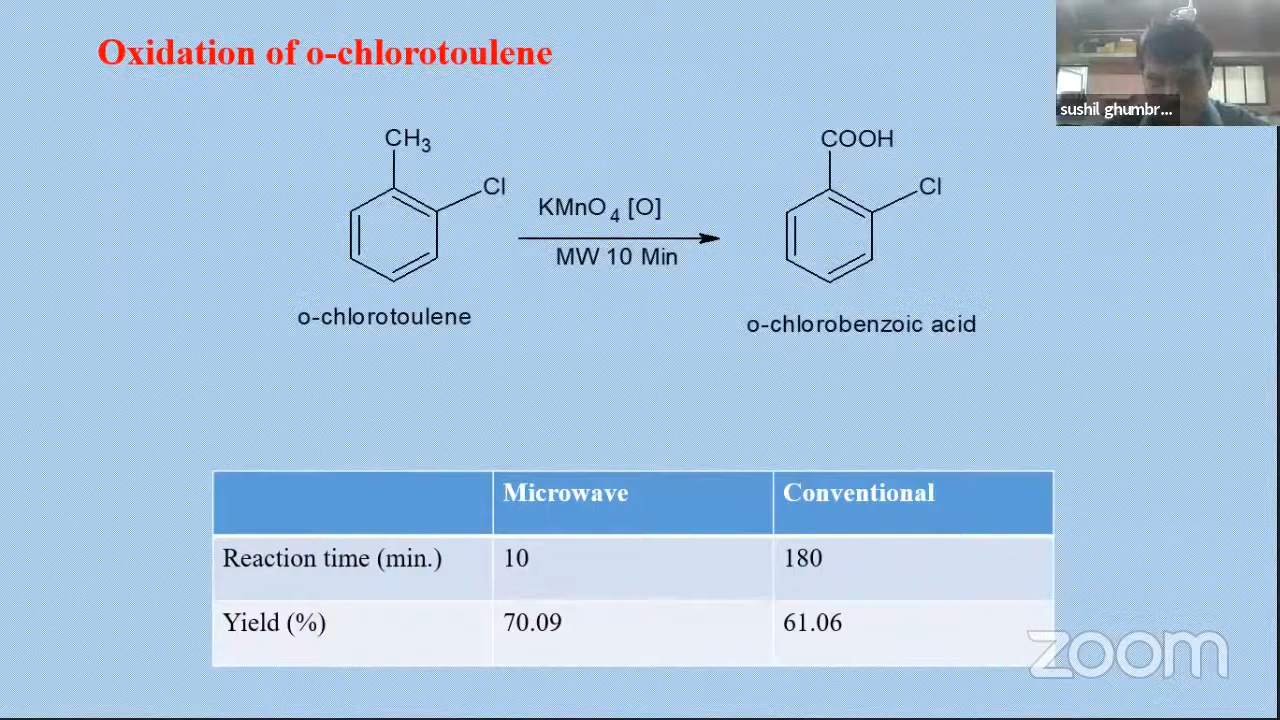 Oxidation of o-chlorotoulene
sushil ghumbr...
CH3
Cl
KMnO4 [O]
MW 10 Min
o-chlorotoulene
COOH
Cl
o-chlorobenzoic acid
Microwave Conventional
Reaction time (min.) 10 180
Yield (%) 70.09 61.06
zoom